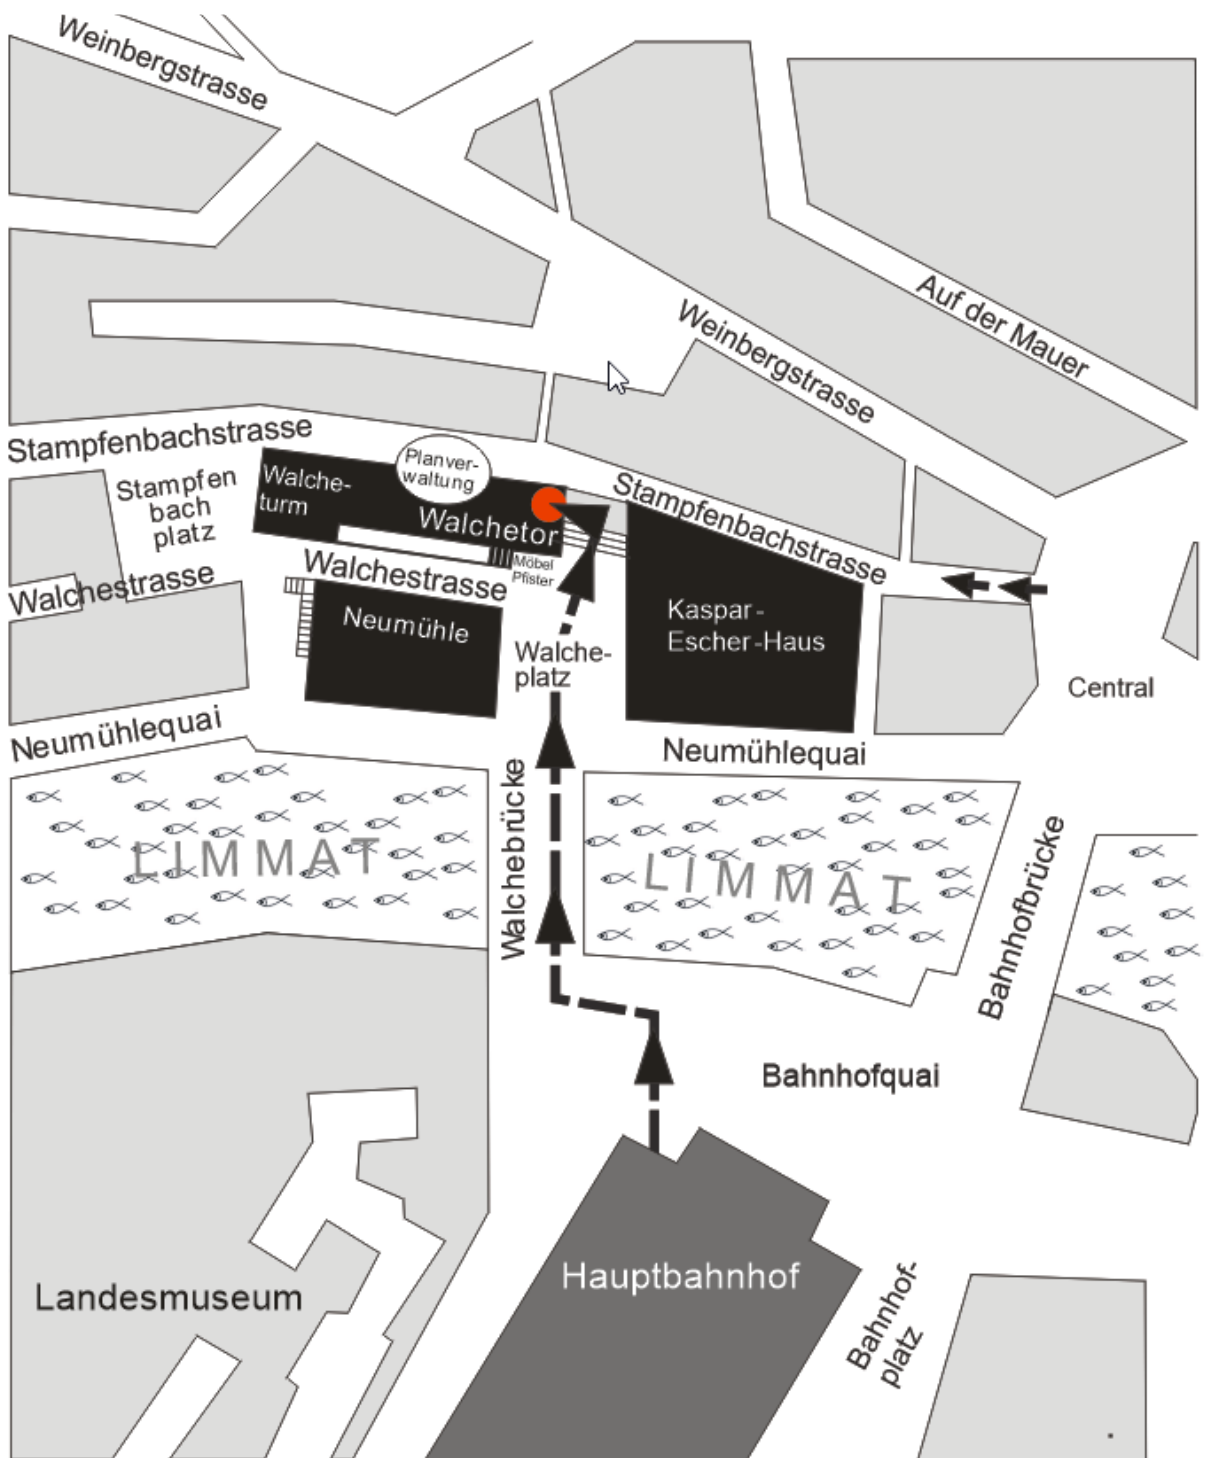 Weinbergstrasse
Auf der Mauer
Weinbergstrasse
Stampfenbachstrasse
Stampfen
bach
platz
Walche-
turm
Planver-
waltung
Walchetor
Stampfenbachstrasse
Möbel
Pfister
Walchestrasse
Walchestrasse
Neumühle
Walche-
platz
Kaspar-
Escher-Haus
Central
Neumühlequai
Neumühlequai
LIMMAT
Walchebrücke
LIMMAT
Bahnhofbrücke
Bahnhofquai
Landesmuseum
Hauptbahnhof
Bahnhof-
platz